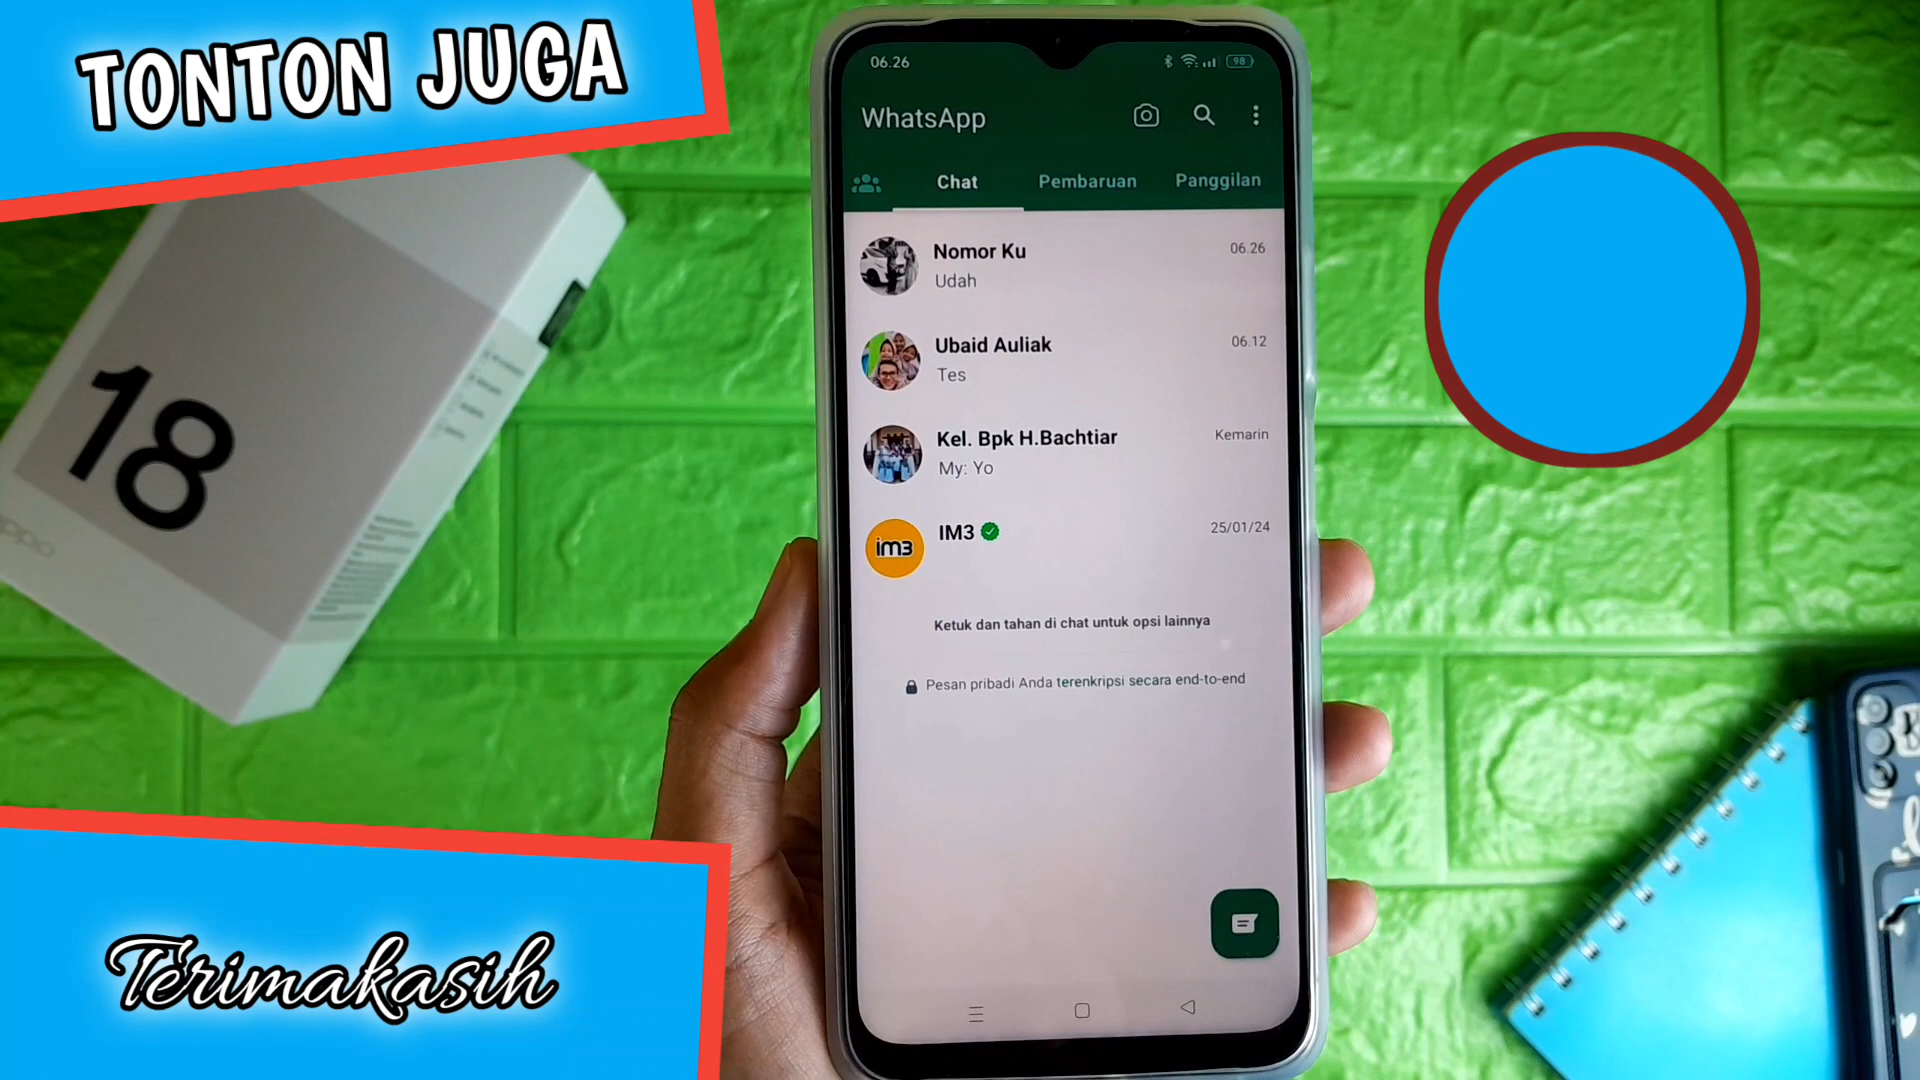 TONTON JUGA
18
oppo
06.26
98
WhatsApp
Chat
Pembaruan
Panggilan
Nomor Ku
06.26
Udah
Ubaid Auliak
06.12
Tes
Kel. Bpk H.Bachtiar
Kemarin
My: Yo
im3
IM3
25/01/24
Ketuk dan tahan di chat untuk opsi lainnya
Pesan pribadi Anda terenkripsi secara end-to-end
Terimakasih